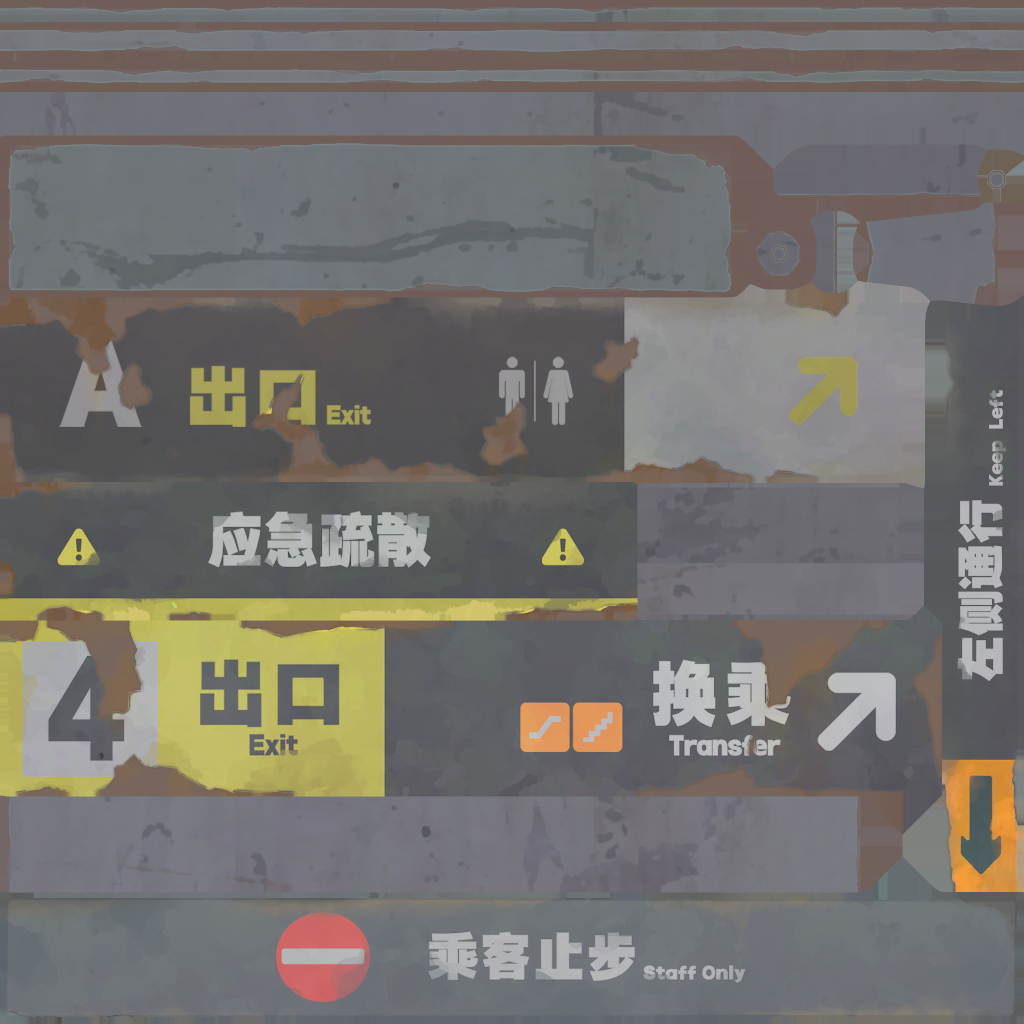 A 出口 Exit
应急疏散
4 出口
Exit
换乘
Transfer
左侧通行 Keep Left
乘客止步 Staff Only